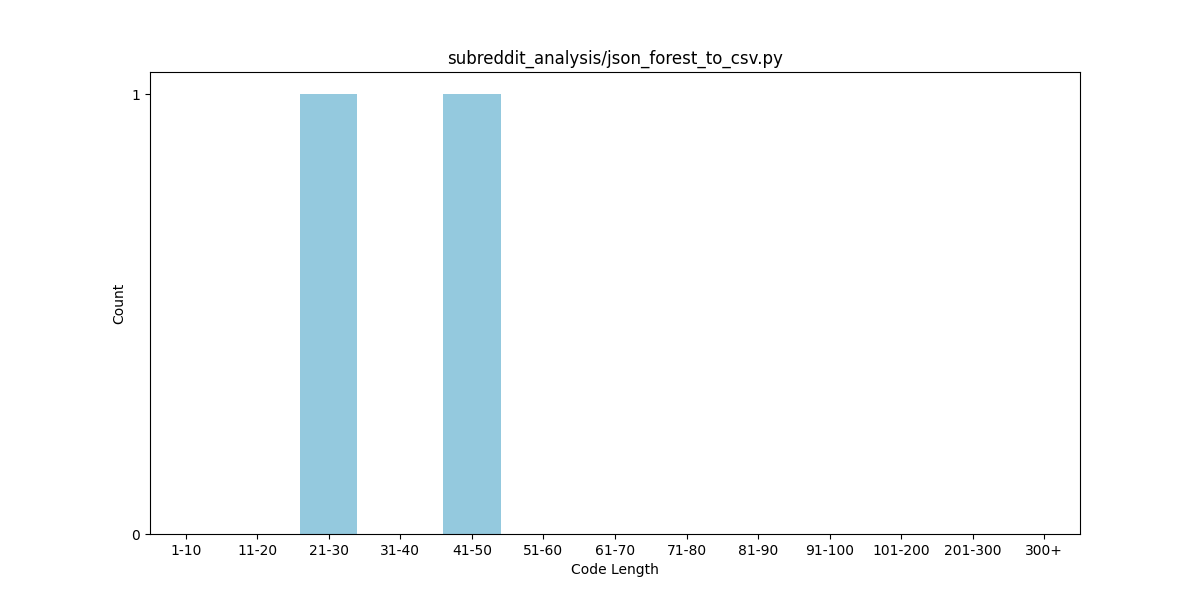 subreddit_analysis/json_forest_to_csv.py
1
Count
0
1-10 11-20 21-30 31-40 41-50 51-60 61-70 71-80 81-90 91-100 101-200 201-300 300+
Code Length